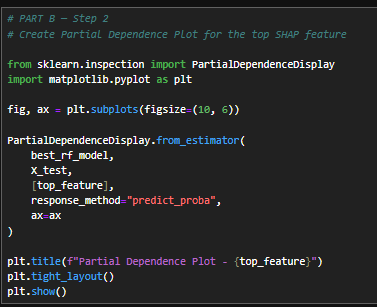 # PART B — Step 2
# Create Partial Dependence Plot for the top SHAP feature
from sklearn.inspection import PartialDependenceDisplay
import matplotlib.pyplot as plt
fig, ax = plt.subplots(figsize=(10, 6))
PartialDependenceDisplay.from_estimator(
    best_rf_model,
    X_test,
    [top_feature],
    response_method="predict_proba",
    ax=ax
)
plt.title(f"Partial Dependence Plot - {top_feature}")
plt.tight_layout()
plt.show()